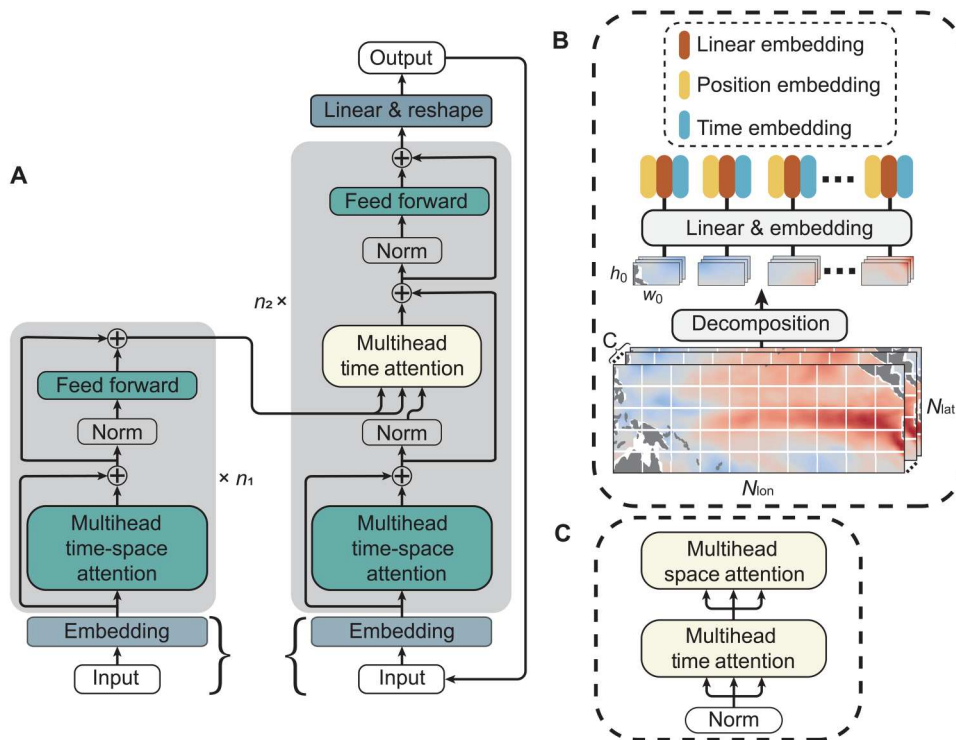 A
Output
Linear & reshape
Feed forward
Norm
n₂ ×
Multihead
time attention
Norm
Multihead
time-space
attention
Embedding
Input
Feed forward
Norm
× n₁
Multihead
time-space
attention
Embedding
Input
B
Linear embedding
Position embedding
Time embedding
Linear & embedding
h₀
w₀
Decomposition
C
Nlat
Nlon
C
Multihead
space attention
Multihead
time attention
Norm